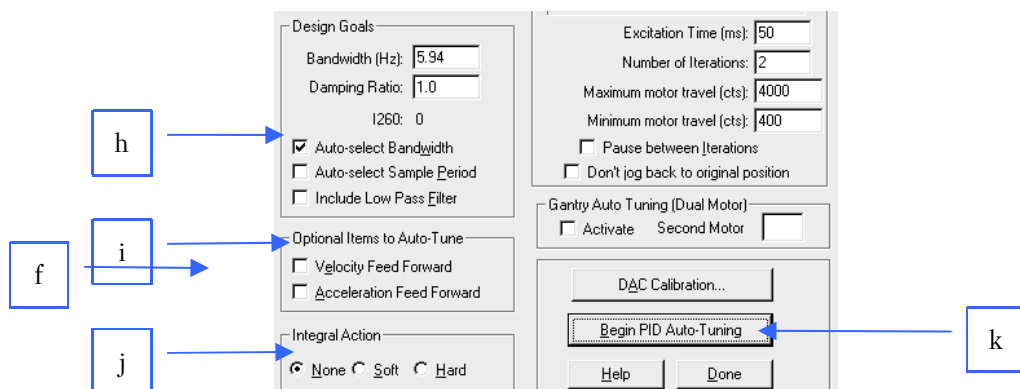 Design Goals
Bandwidth (Hz): 5.94
Damping Ratio: 1.0
I260: 0
Auto-select Bandwidth
Auto-select Sample Period
Include Low Pass Filter
Optional Items to Auto-Tune
Velocity Feed Forward
Acceleration Feed Forward
Integral Action
None Soft Hard
Excitation Time (ms): 50
Number of Iterations: 2
Maximum motor travel (cts): 4000
Minimum motor travel (cts): 400
Pause between Iterations
Don't jog back to original position
Gantry Auto Tuning (Dual Motor)
Activate Second Motor
DAC Calibration...
Begin PID Auto-Tuning
Help Done
h
i
f
j
k